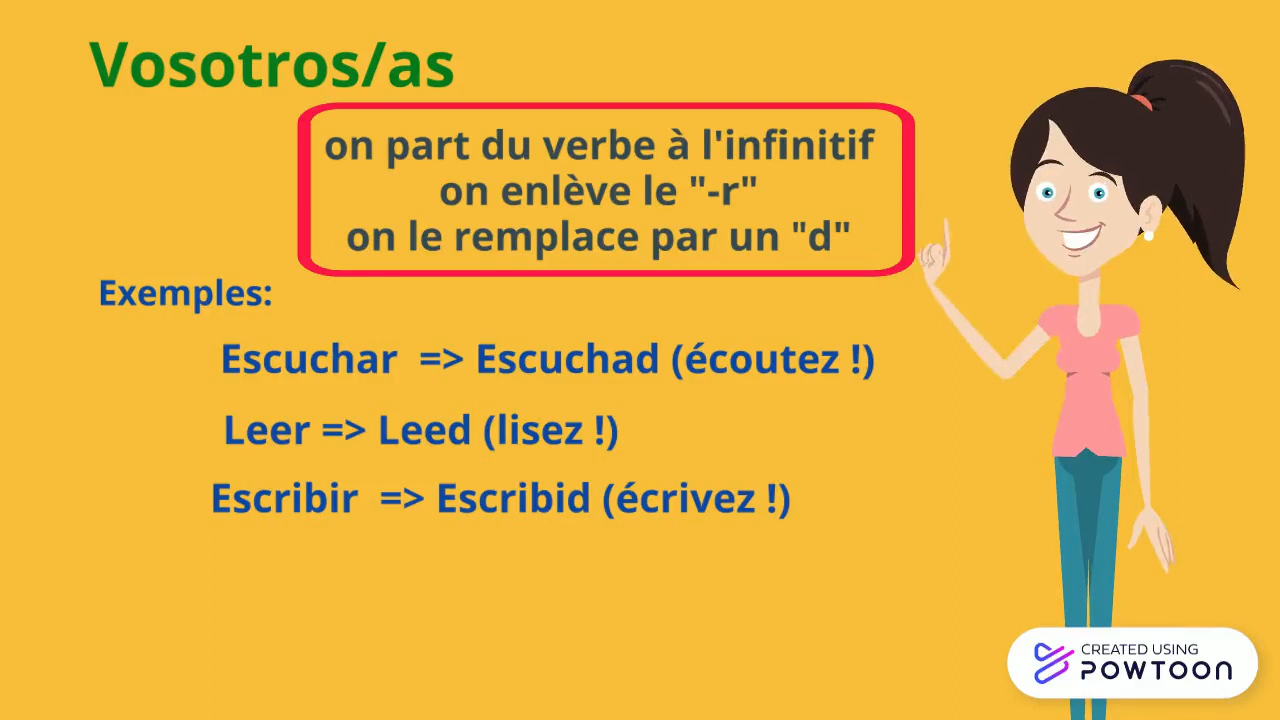 Vosotros/as
on part du verbe à l'infinitif
on enlève le "-r"
on le remplace par un "d"
Exemples:
Escuchar => Escuchad (écoutez !)
Leer => Leed (lisez !)
Escribir => Escribid (écrivez !)
CREATED USING
POWTOON